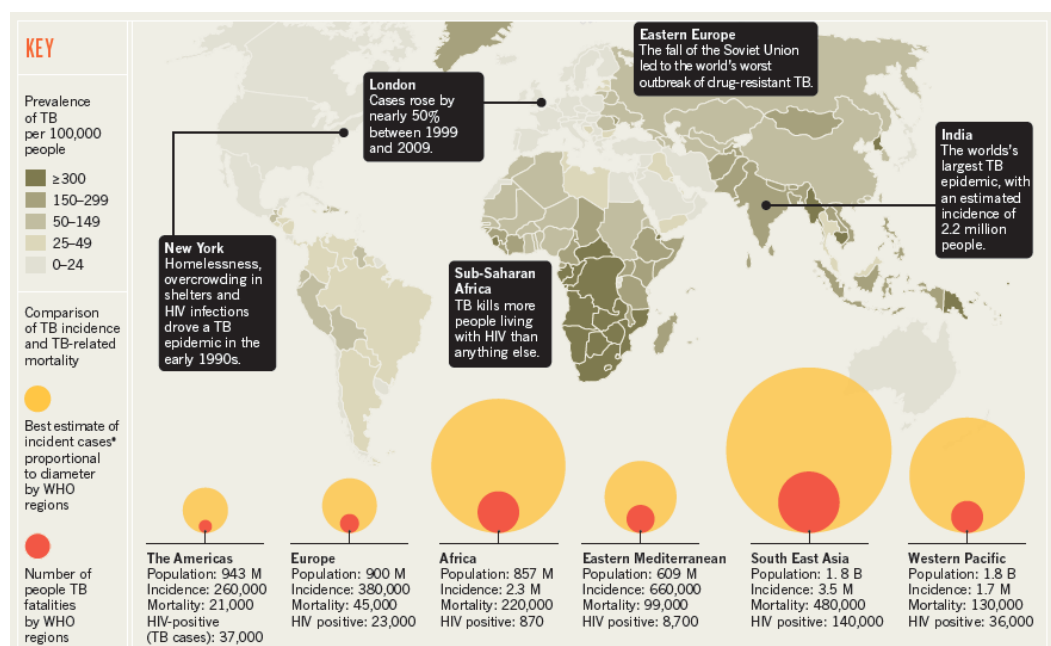 KEY
Prevalence
of TB
per 100,000
people
≥300
150–299
50–149
25–49
0–24
Comparison
of TB incidence
and TB-related
mortality
Best estimate of
incident cases*
proportional
to diameter
by WHO
regions
Number of
people TB
fatalities
by WHO
regions
New York
Homelessness,
overcrowding in
shelters and
HIV infections
drove a TB
epidemic in the
early 1990s.
London
Cases rose by
nearly 50%
between 1999
and 2009.
Eastern Europe
The fall of the Soviet Union
led to the world's worst
outbreak of drug-resistant TB.
Sub-Saharan
Africa
TB kills more
people living
with HIV than
anything else.
India
The worlds's
largest TB
epidemic, with
an estimated
incidence of
2.2 million
people.
The Americas
Population: 943 M
Incidence: 260,000
Mortality: 21,000
HIV-positive
(TB cases): 37,000
Europe
Population: 900 M
Incidence: 380,000
Mortality: 45,000
HIV positive: 23,000
Africa
Population: 857 M
Incidence: 2.3 M
Mortality: 220,000
HIV positive: 870
Eastern Mediterranean
Population: 609 M
Incidence: 660,000
Mortality: 99,000
HIV positive: 8,700
South East Asia
Population: 1. 8 B
Incidence: 3.5 M
Mortality: 480,000
HIV positive: 140,000
Western Pacific
Population: 1.8 B
Incidence: 1.7 M
Mortality: 130,000
HIV positive: 36,000